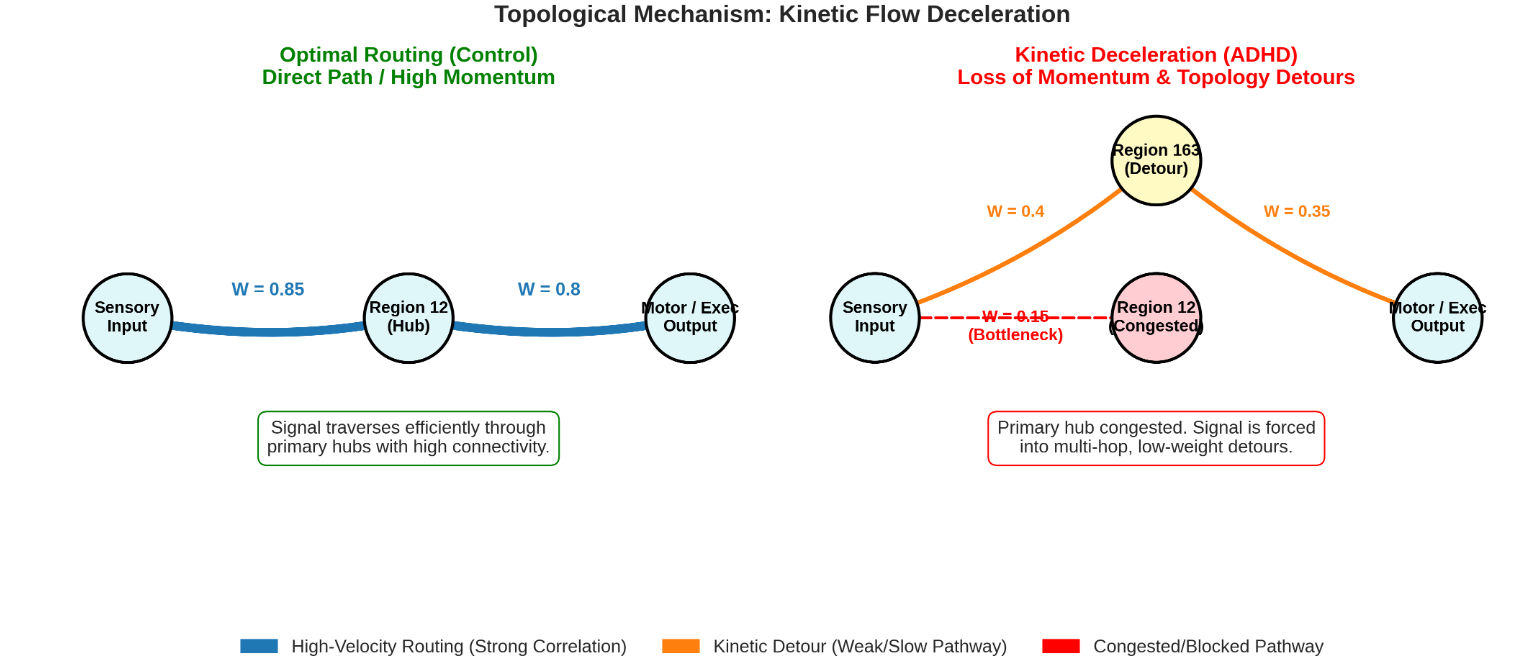 Topological Mechanism: Kinetic Flow Deceleration
Optimal Routing (Control)
Direct Path / High Momentum
W = 0.85
W = 0.8
Sensory
Input
Region 12
(Hub)
Motor / Exec
Output
Signal traverses efficiently through
primary hubs with high connectivity.
Kinetic Deceleration (ADHD)
Loss of Momentum & Topology Detours
Region 163
(Detour)
W = 0.4
W = 0.35
Sensory
Input
W = 0.15
(Bottleneck)
Region 12
(Congested)
Motor / Exec
Output
Primary hub congested. Signal is forced
into multi-hop, low-weight detours.
High-Velocity Routing (Strong Correlation)
Kinetic Detour (Weak/Slow Pathway)
Congested/Blocked Pathway